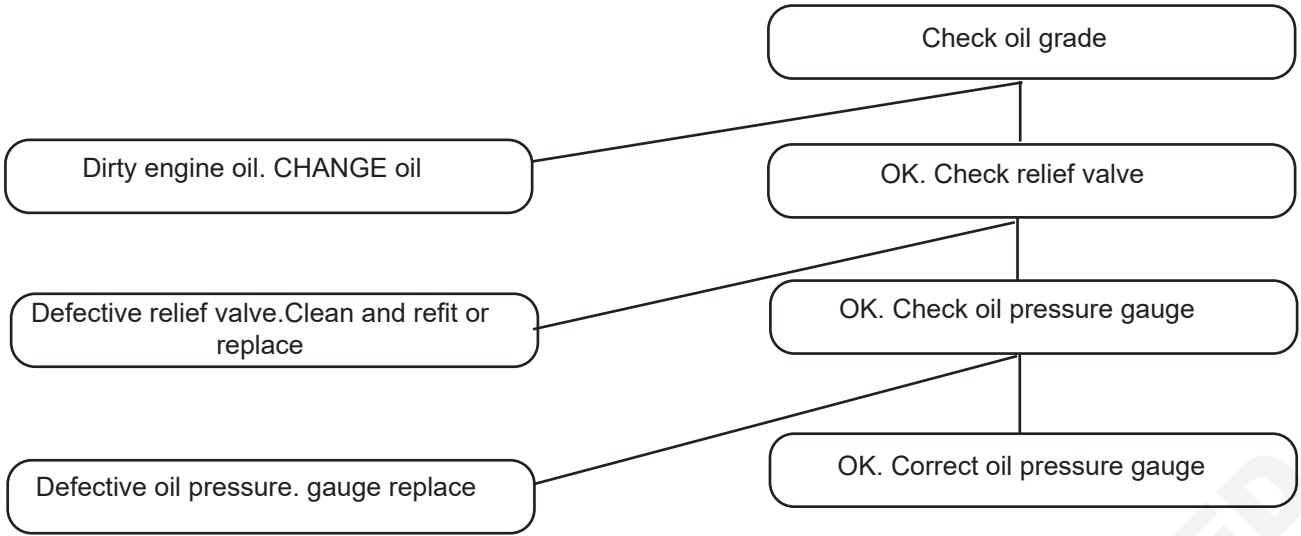 Check oil grade
Dirty engine oil. CHANGE oil
OK. Check relief valve
Defective relief valve.Clean and refit or
replace
OK. Check oil pressure gauge
Defective oil pressure. gauge replace
OK. Correct oil pressure gauge